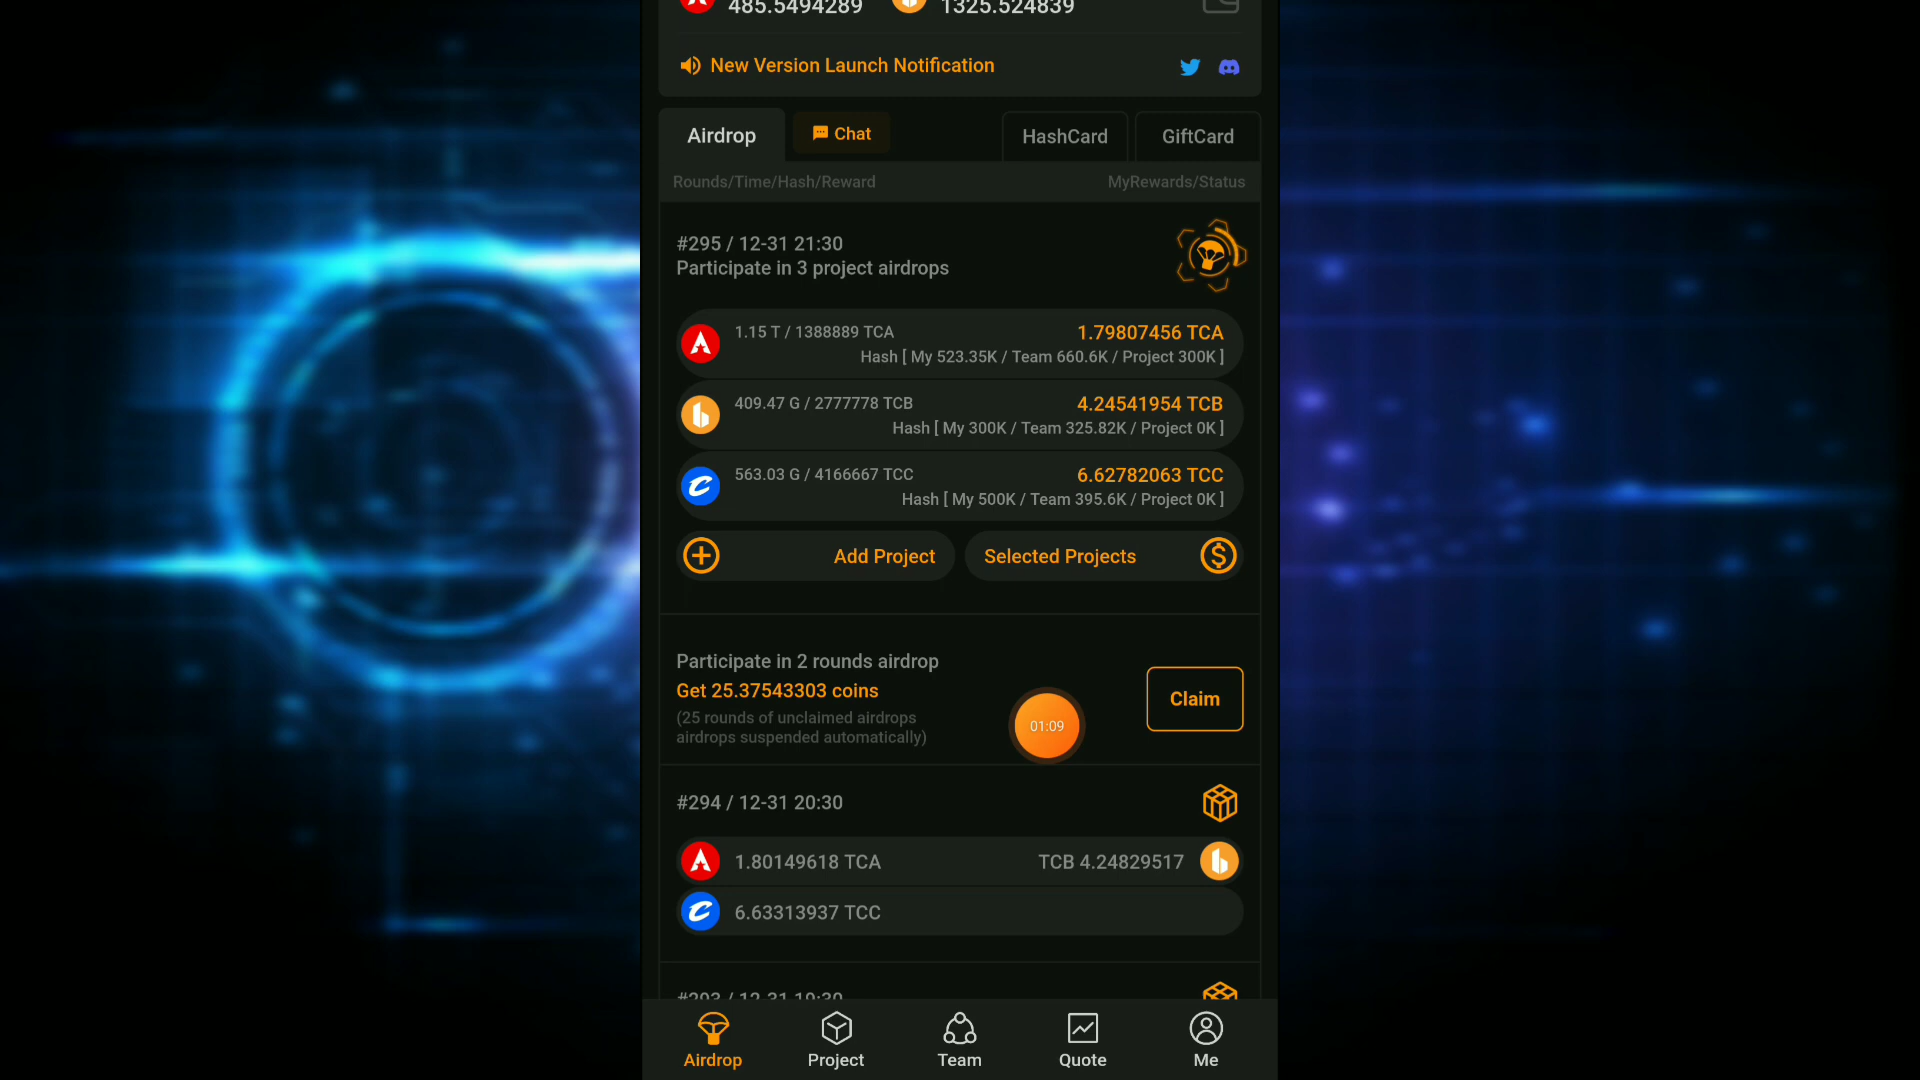 485.5494289 1325.524839
New Version Launch Notification
Airdrop Chat HashCard GiftCard
Rounds/Time/Hash/Reward MyRewards/Status
#295 / 12-31 21:30
Participate in 3 project airdrops
1.15 T / 1388889 TCA 1.79807456 TCA
Hash [ My 523.35K / Team 660.6K / Project 300K ]
409.47 G / 2777778 TCB 4.24541954 TCB
Hash [ My 300K / Team 325.82K / Project 0K ]
563.03 G / 4166667 TCC 6.62782063 TCC
Hash [ My 500K / Team 395.6K / Project 0K ]
Add Project Selected Projects
Participate in 2 rounds airdrop
Get 25.37543303 coins
Claim
(25 rounds of unclaimed airdrops
airdrops suspended automatically)
01:09
#294 / 12-31 20:30
1.80149618 TCA TCB 4.24829517
6.63313937 TCC
#293 / 12-31 19:30
Airdrop Project Team Quote Me